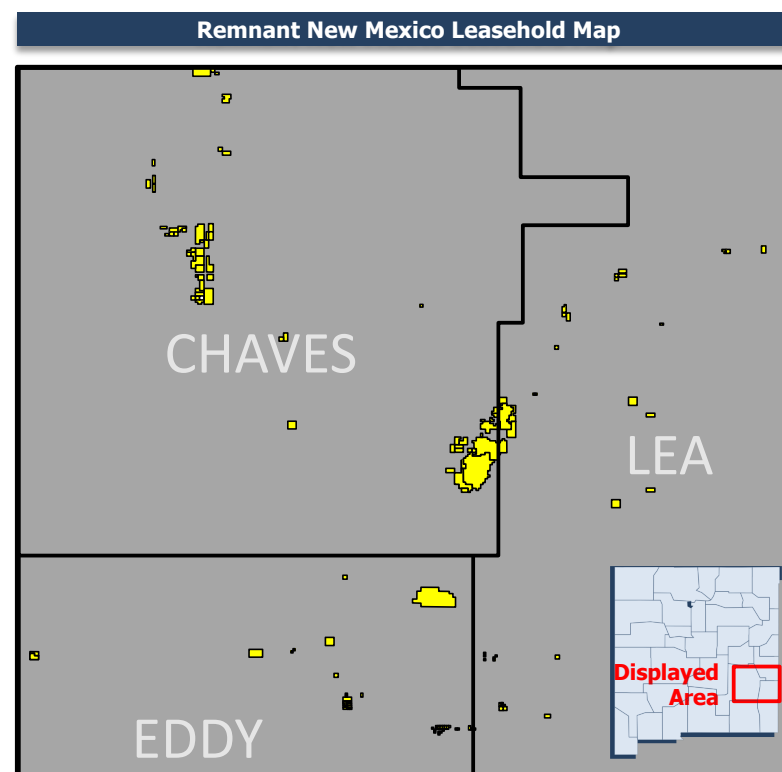 Remnant New Mexico Leasehold Map
CHAVES
LEA
Displayed
Area
EDDY